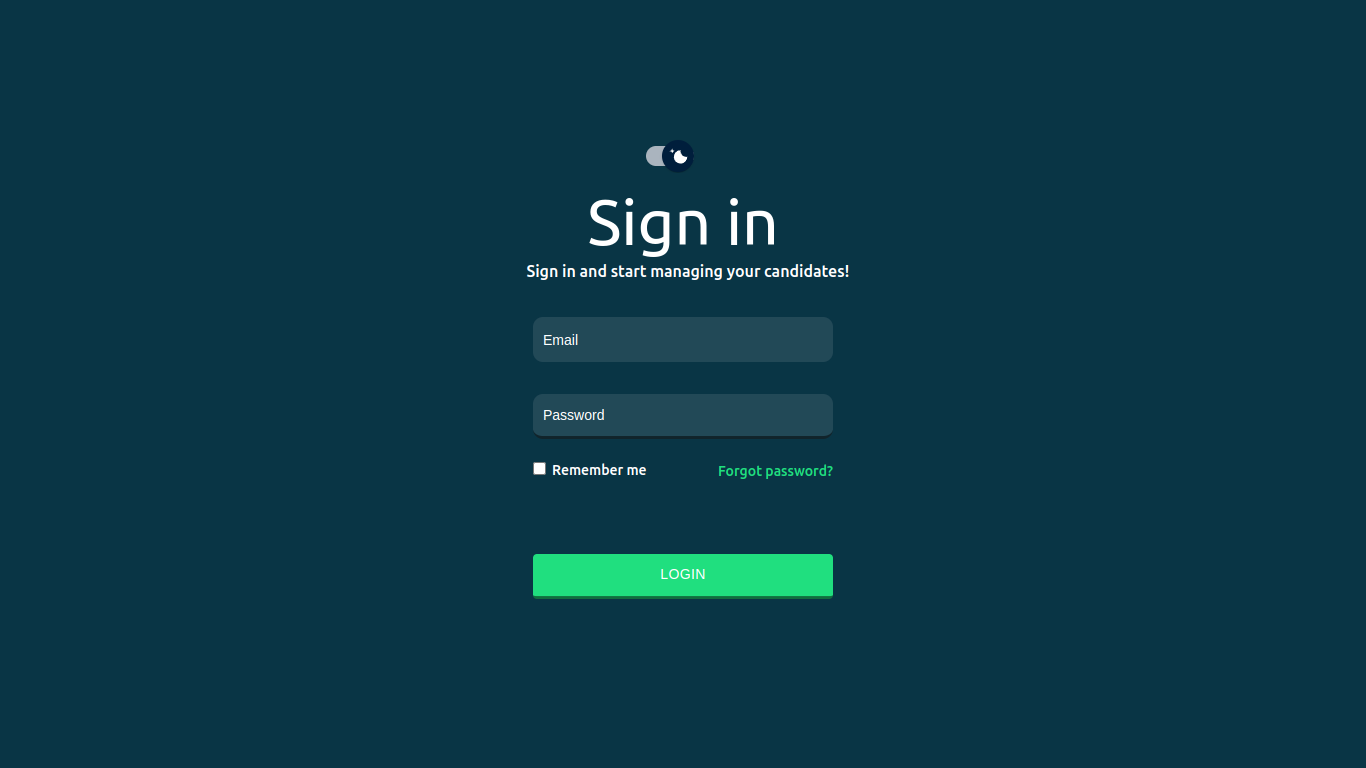 Sign in
Sign in and start managing your candidates!
Email
Password
Remember me
Forgot password?
LOGIN